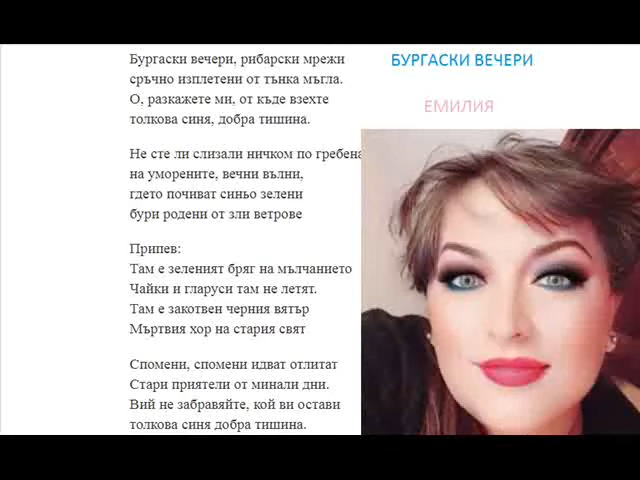 Бургаски вечери, рибарски мрежи
сръчно изплетени от тънка мъгла.
О, разкажете ми, от къде взехте
толкова синя, добра тишина.
Не сте ли слизали ничком по гребена
на уморените, вечни вълни,
гдето почиват синьо зелени
бури родени от зли ветрове
Припев:
Там е зеленият бряг на мълчанието
Чайки и гларуси там не летят.
Там е закотвен черния вятър
Мъртвия хор на стария свят
Спомени, спомени идват отлитат
Стари приятели от минали дни.
Вий не забравяйте, кой ви остави
толкова синя добра тишина.
БУРГАСКИ ВЕЧЕРИ
ЕМИЛИЯ